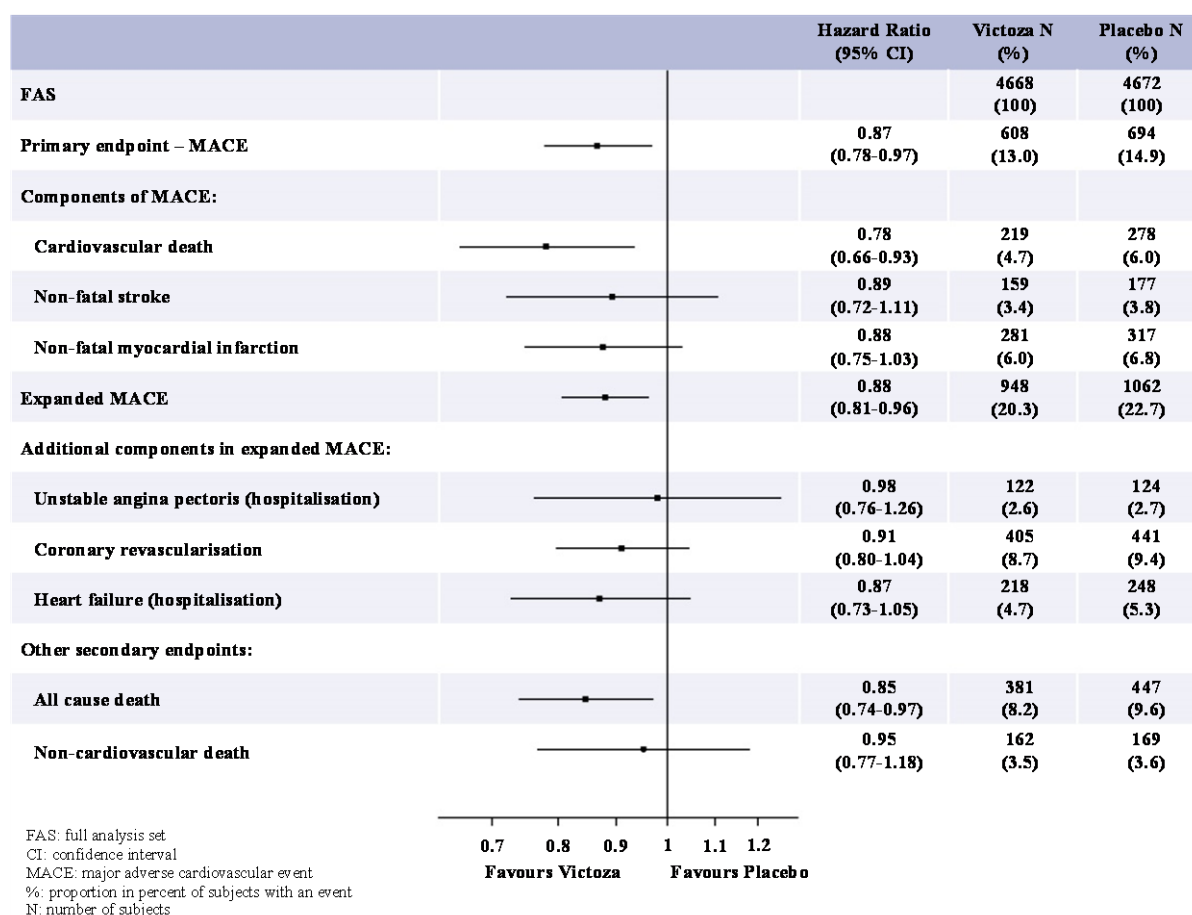 Hazard Ratio Victoza N Placebo N
(95% CI) (%) (%)
FAS 4668 4672
(100) (100)
Primary endpoint – MACE 0.87 608 694
(0.78-0.97) (13.0) (14.9)
Components of MACE:
Cardiovascular death 0.78 219 278
(0.66-0.93) (4.7) (6.0)
Non-fatal stroke 0.89 159 177
(0.72-1.11) (3.4) (3.8)
Non-fatal myocardial infarction 0.88 281 317
(0.75-1.03) (6.0) (6.8)
Expanded MACE 0.88 948 1062
(0.81-0.96) (20.3) (22.7)
Additional components in expanded MACE:
Unstable angina pectoris (hospitalisation) 0.98 122 124
(0.76-1.26) (2.6) (2.7)
Coronary revascularisation 0.91 405 441
(0.80-1.04) (8.7) (9.4)
Heart failure (hospitalisation) 0.87 218 248
(0.73-1.05) (4.7) (5.3)
Other secondary endpoints:
All cause death 0.85 381 447
(0.74-0.97) (8.2) (9.6)
Non-cardiovascular death 0.95 162 169
(0.77-1.18) (3.5) (3.6)
0.7 0.8 0.9 1 1.1 1.2
Favours Victoza Favours Placebo
FAS: full analysis set
CI: confidence interval
MACE: major adverse cardiovascular event
%: proportion in percent of subjects with an event
N: number of subjects